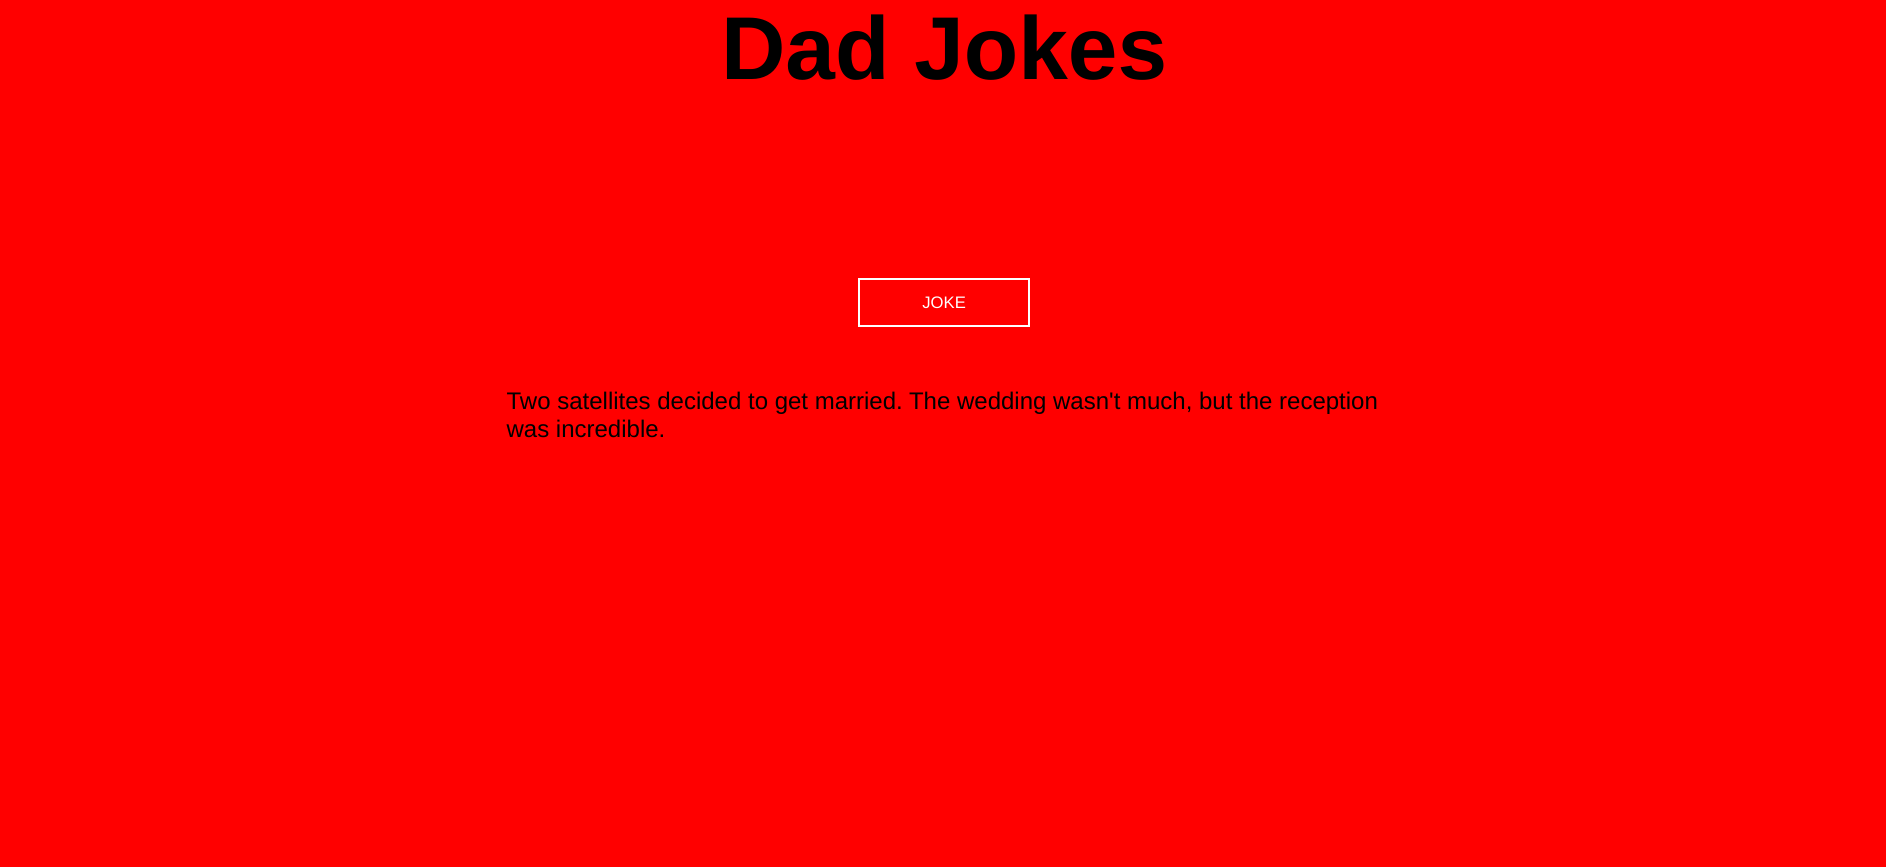 Dad Jokes
JOKE
Two satellites decided to get married. The wedding wasn't much, but the reception
was incredible.